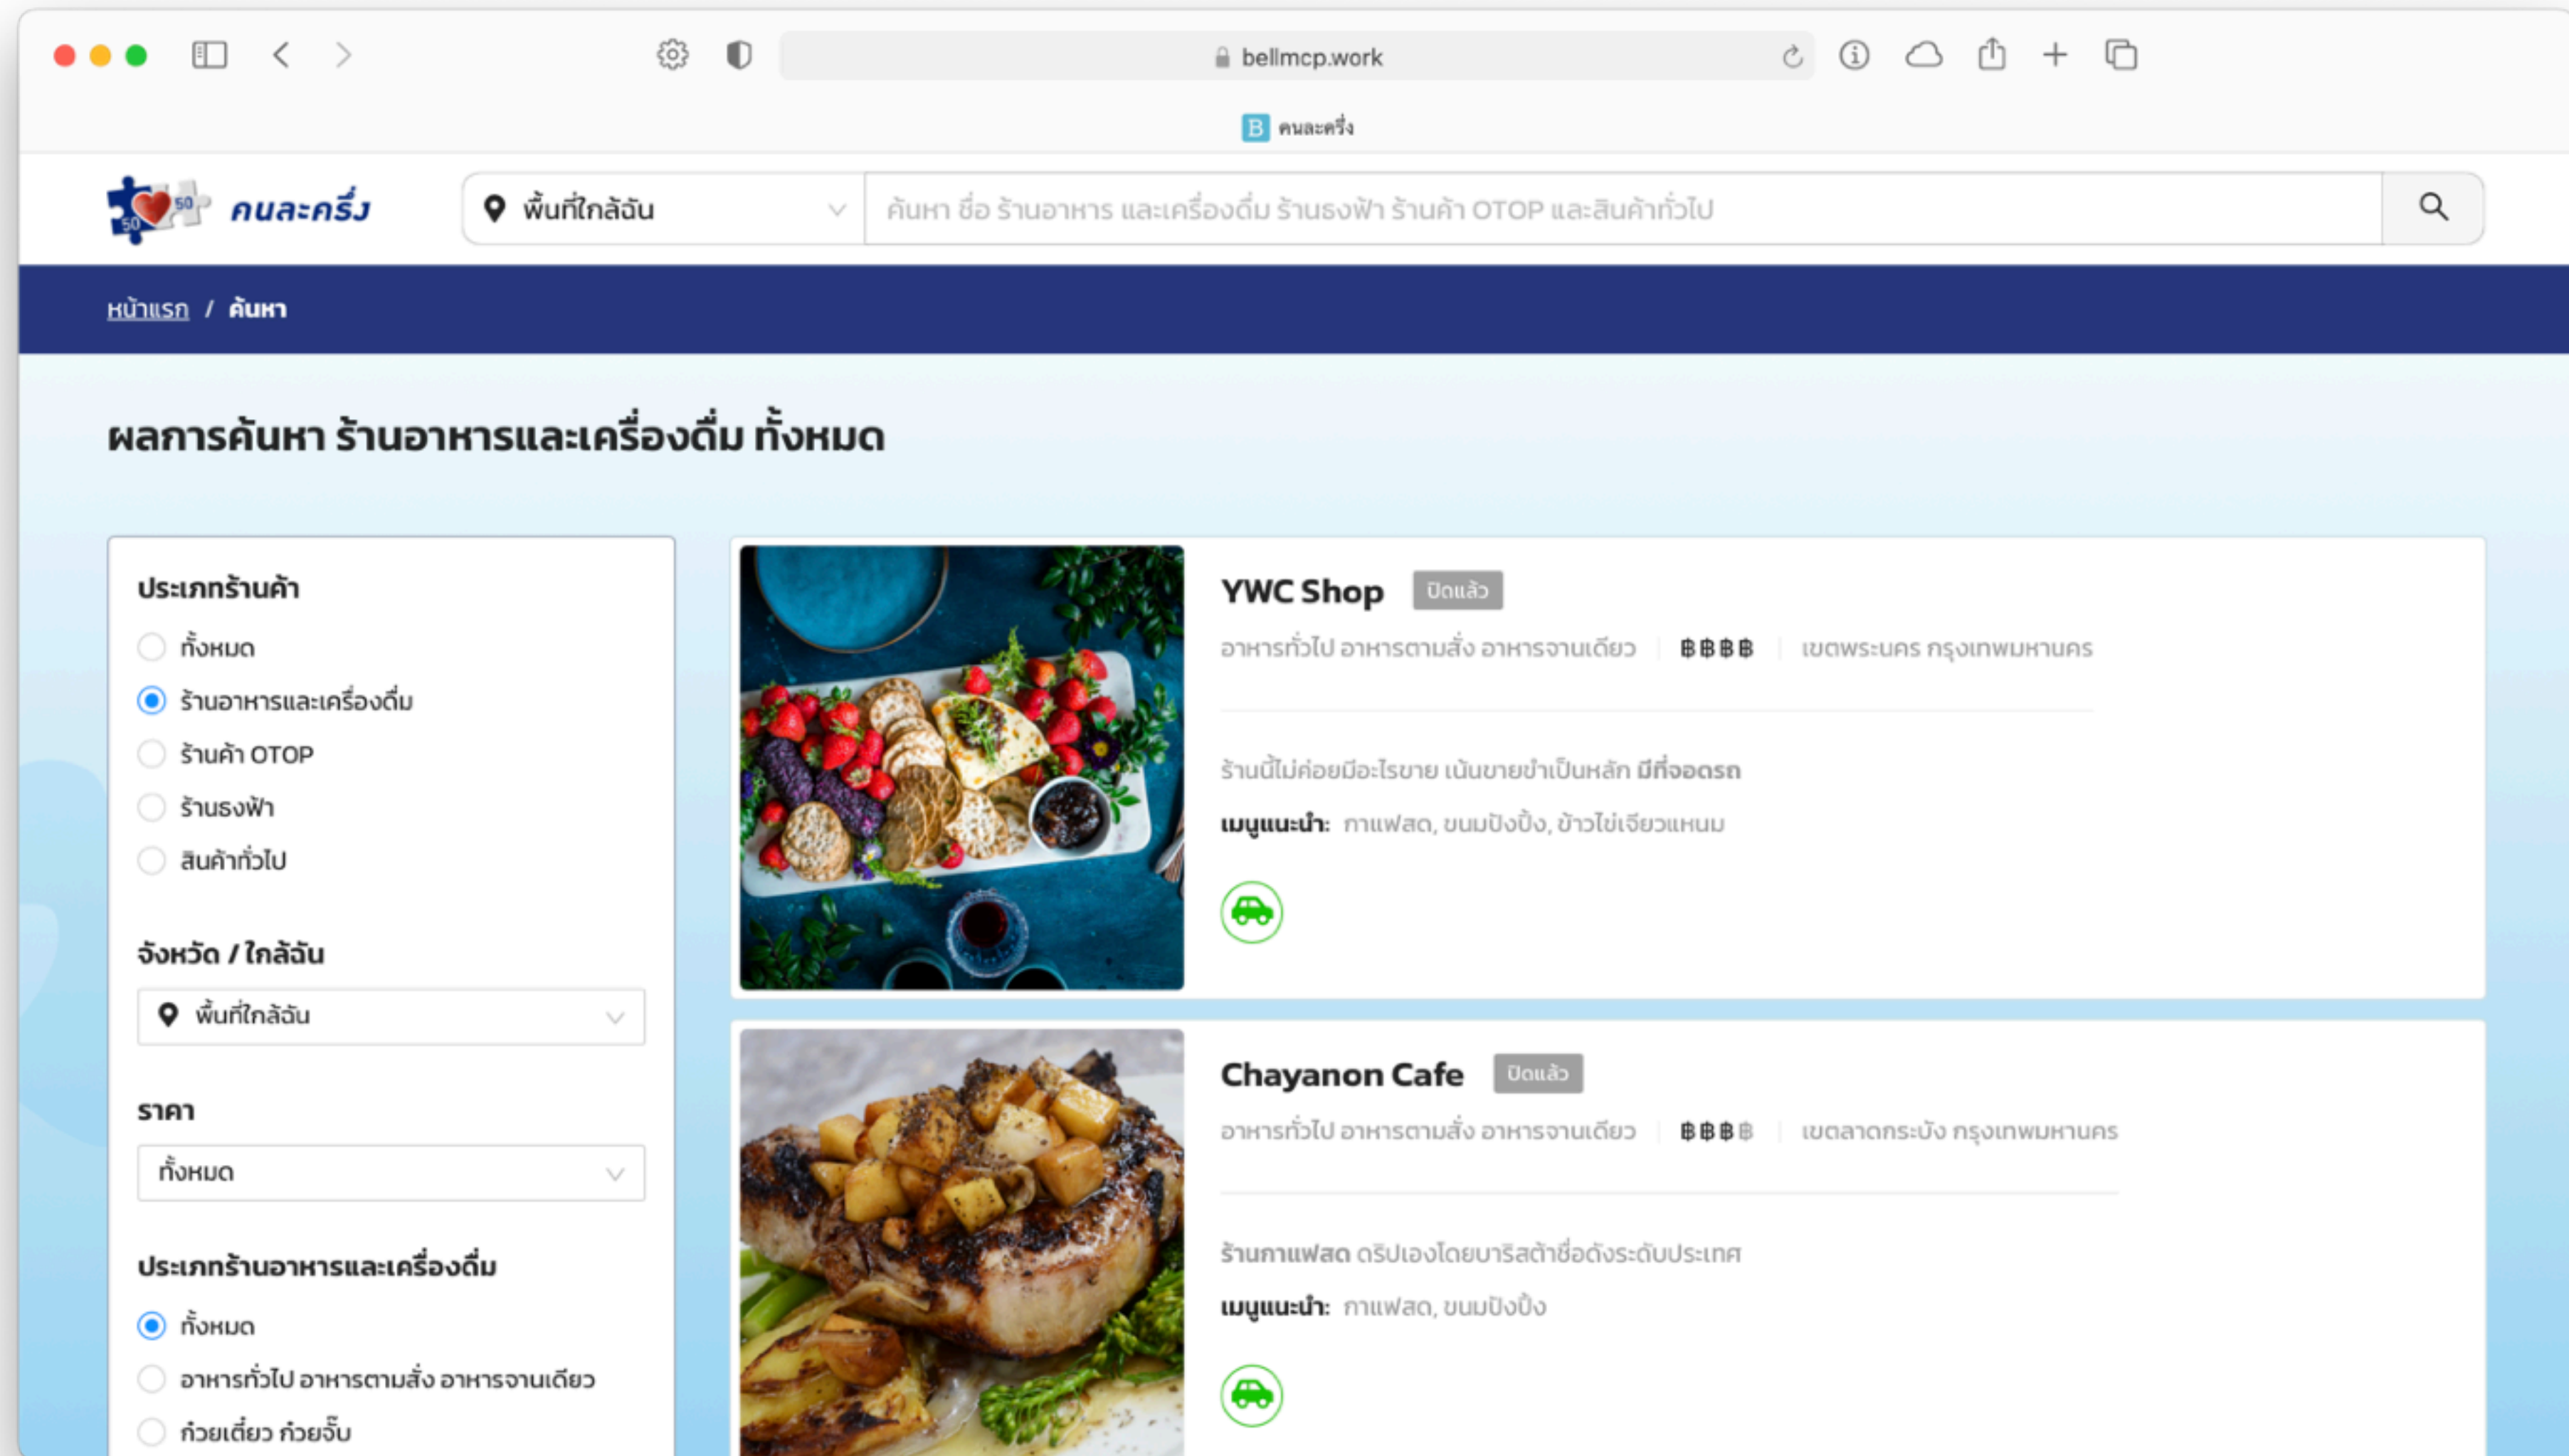 bellmcp.work
B คนละครึ่ง
50 50 คนละครึ่ง พื้นที่ใกล้ฉัน ค้นหา ชื่อ ร้านอาหาร และเครื่องดื่ม ร้านธงฟ้า ร้านค้า OTOP และสินค้าทั่วไป
หน้าแรก / ค้นหา
ผลการค้นหา ร้านอาหารและเครื่องดื่ม ทั้งหมด
ประเภทร้านค้า
ทั้งหมด
ร้านอาหารและเครื่องดื่ม
ร้านค้า OTOP
ร้านธงฟ้า
สินค้าทั่วไป
จังหวัด / ใกล้ฉัน
พื้นที่ใกล้ฉัน
ราคา
ทั้งหมด
ประเภทร้านอาหารและเครื่องดื่ม
ทั้งหมด
อาหารทั่วไป อาหารตามสั่ง อาหารจานเดียว
ก๋วยเตี๋ยว ก๋วยจั๊บ
YWC Shop ปิดแล้ว
อาหารทั่วไป อาหารตามสั่ง อาหารจานเดียว ฿฿฿฿ เขตพระนคร กรุงเทพมหานคร
ร้านนี้ไม่ค่อยมีอะไรขาย เน้นขายขำเป็นหลัก มีที่จอดรถ
เมนูแนะนำ: กาแฟสด, ขนมปังปิ้ง, ข้าวไข่เจียวแหนม
Chayanon Cafe ปิดแล้ว
อาหารทั่วไป อาหารตามสั่ง อาหารจานเดียว ฿฿฿฿ เขตลาดกระบัง กรุงเทพมหานคร
ร้านกาแฟสด ดริปเองโดยบาริสต้าชื่อดังระดับประเทศ
เมนูแนะนำ: กาแฟสด, ขนมปังปิ้ง